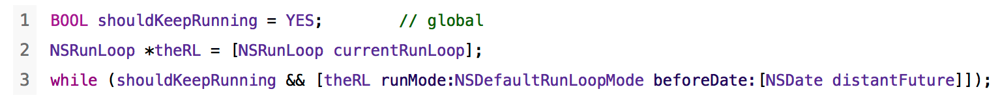 1 BOOL shouldKeepRunning = YES;        // global
2 NSRunLoop *theRL = [NSRunLoop currentRunLoop];
3 while (shouldKeepRunning && [theRL runMode:NSDefaultRunLoopMode beforeDate:[NSDate distantFuture]]);